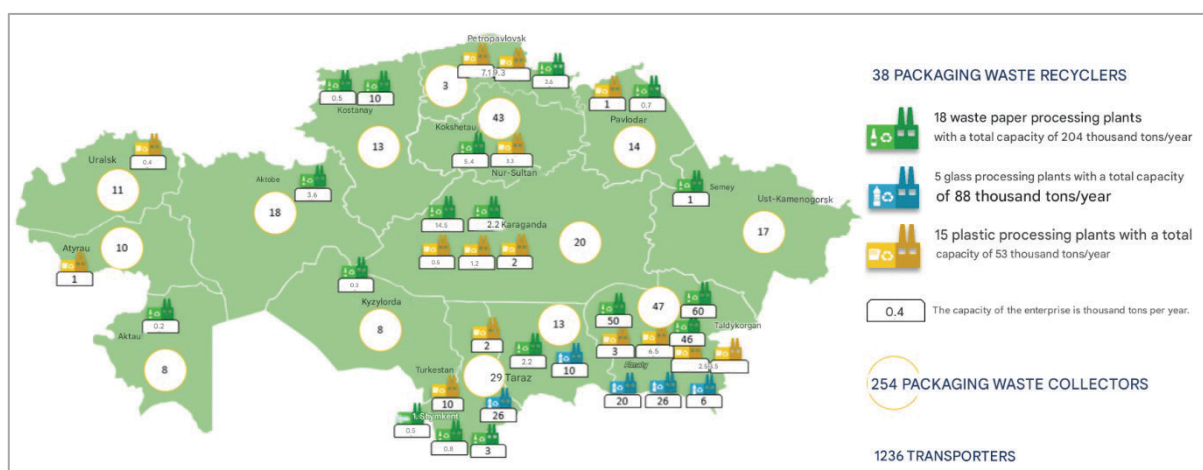 Petropavlovsk
7.1 9.3
3.6
3
0.5
10
Kostanay
43
1
0.7
Pavlodar
Kokshetau
5.4
3.3
Nur-Sultan
13
14
0.4
Uralsk
11
Aktobe
3.6
18
1
Semey
Ust-Kamenogorsk
17
14.5
2.2 Karaganda
20
1.2
2
Atyrau
10
1
0.3
Kyzylorda
8
0.2
Aktau
8
13
47
50
60
Taldykorgan
46
2
3
6.5
2.2
10
Almaty
29 Taraz
Turkestan
10
26
20
26
6
1. Shymkent
0.5
0.8
3
38 PACKAGING WASTE RECYCLERS
18 waste paper processing plants
with a total capacity of 204 thousand tons/year
5 glass processing plants with a total capacity
of 88 thousand tons/year
15 plastic processing plants with a total
capacity of 53 thousand tons/year
0.4
The capacity of the enterprise is thousand tons per year.
254 PACKAGING WASTE COLLECTORS
1236 TRANSPORTERS